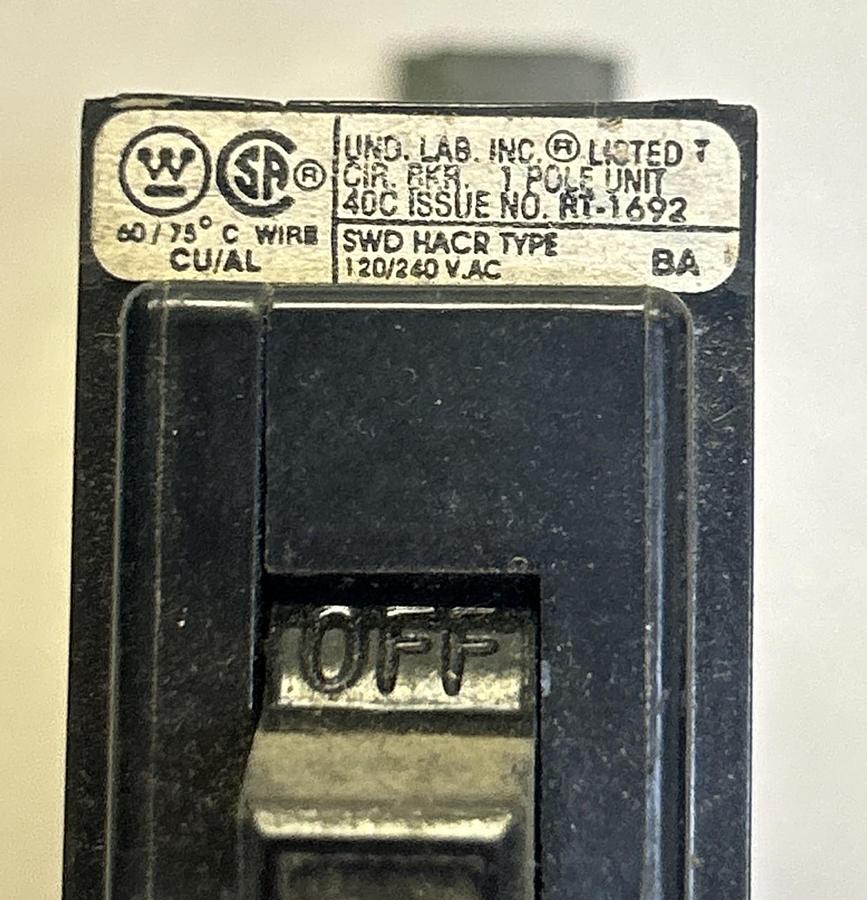 W
SA ®
60/75° C WIRE
CU/AL
UND. LAB. INC.® LISTED
CIR. BKR. 1 POLE UNIT
40C ISSUE NO. RT-1692
SWD HACR TYPE
120/240 V.AC
BA
OFF